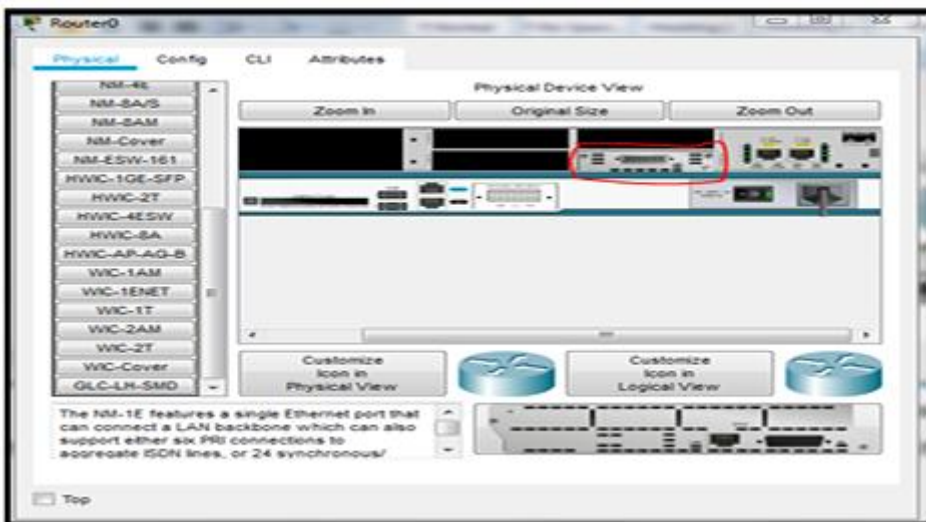 Router0
Physical Config CLI Attributes
NM-4E
NM-8A/S
NM-8AM
NM-Cover
NM-ESW-161
HWIC-1GE-SFP
HWIC-2T
HWIC-4ESW
HWIC-8A
HWIC-AP-AG-B
WIC-1AM
WIC-1ENET
WIC-1T
WIC-2AM
WIC-2T
WIC-Cover
GLC-LH-SMD
Physical Device View
Zoom In Original Size Zoom Out
Customize
Icon in
Physical View
Customize
Icon in
Logical View
The NM-1E features a single Ethernet port that
can connect a LAN backbone which can also
support either six PRI connections to
aggregate ISDN lines, or 24 synchronous/
Top